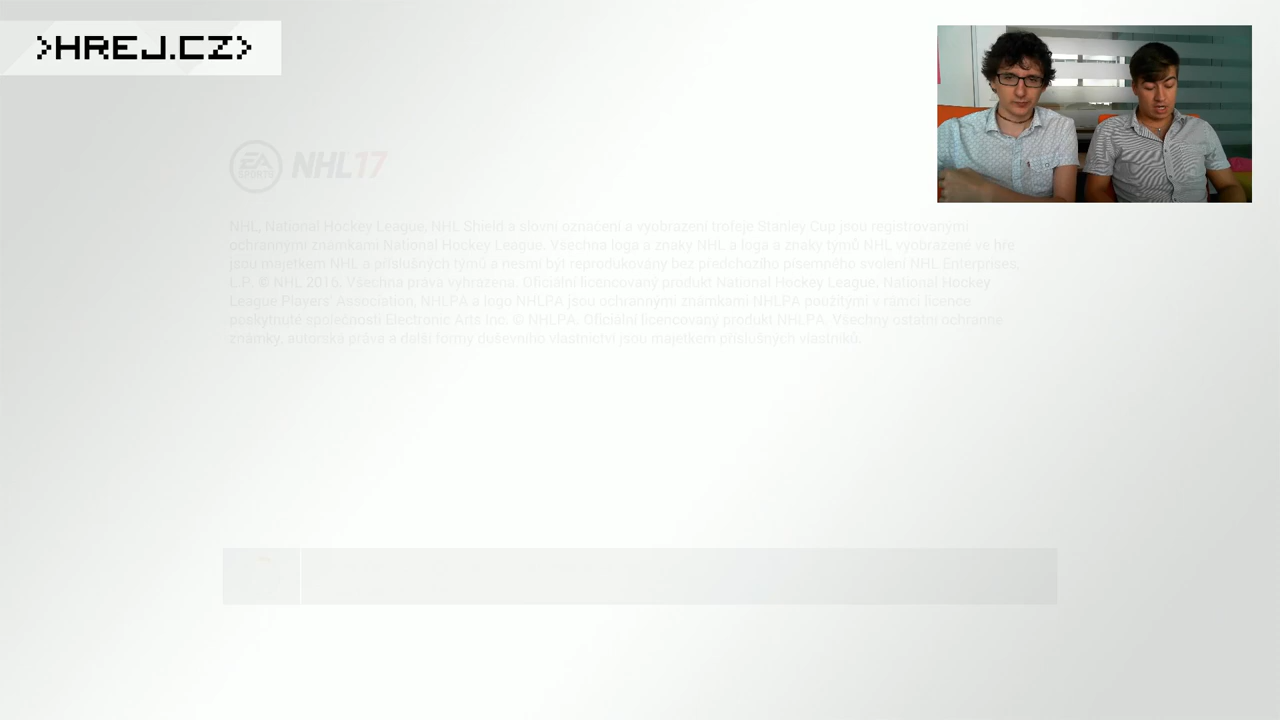 >HREJ.CZ>
EA SPORTS NHL17
NHL, National Hockey League, NHL Shield a slovní označení a vyobrazení trofeje Stanley Cup jsou registrovanými
ochrannými známkami National Hockey League. Všechna loga a znaky NHL a loga a znaky týmů NHL vyobrazené ve hře
jsou majetkem NHL a příslušných týmů a nesmí být reprodukovány bez předchozího písemného svolení NHL Enterprises,
L.P. © NHL 2016. Všechna práva vyhrazena. Oficiální licencovaný produkt National Hockey League. National Hockey
League Players' Association, NHLPA a logo NHLPA jsou ochrannými známkami NHLPA použitými v rámci licence
poskytnuté společnosti Electronic Arts Inc. © NHLPA. Oficiální licencovaný produkt NHLPA. Všechny ostatní ochranné
známky, autorská práva a další formy duševního vlastnictví jsou majetkem příslušných vlastníků.